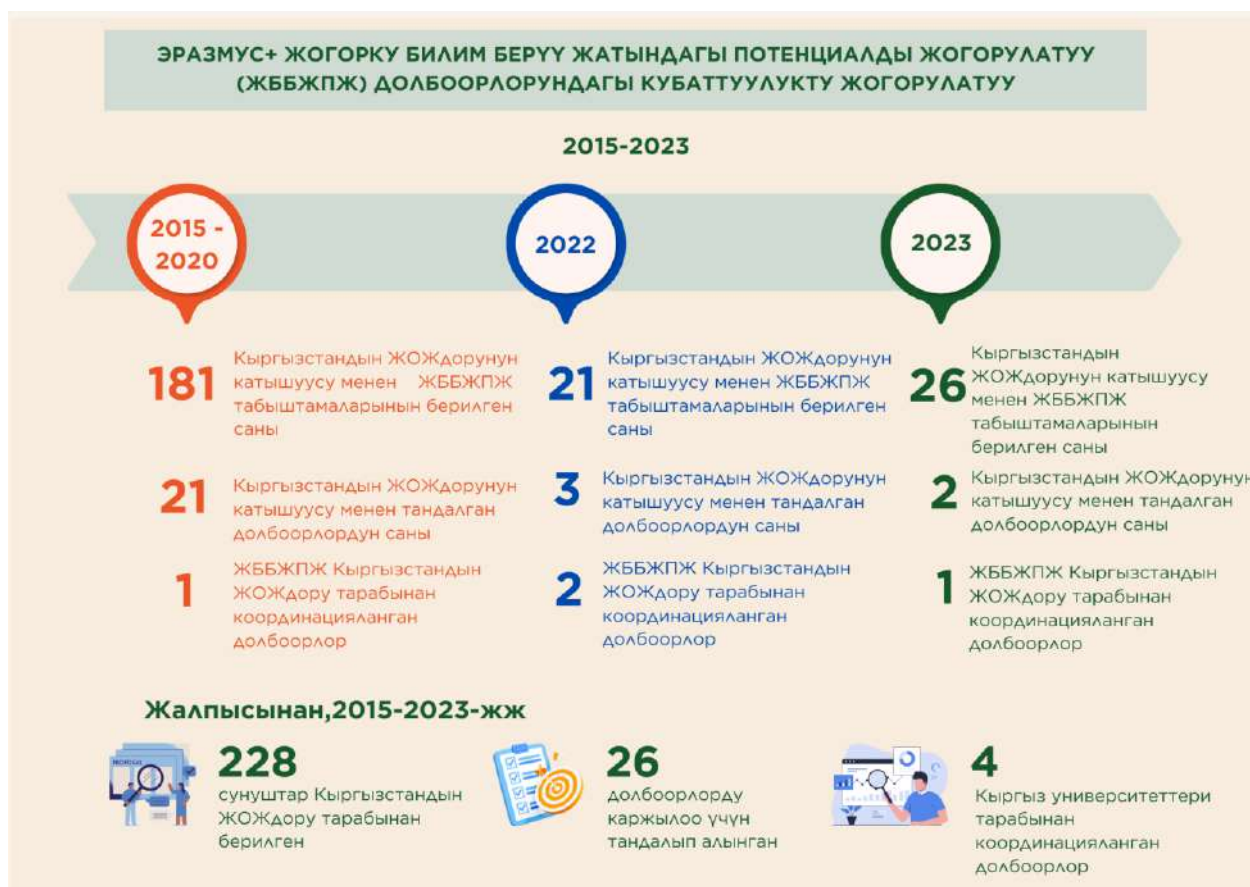 ЭРАЗМУС+ ЖОГОРКУ БИЛИМ БЕРҮҮ ЖАТЫНДАГЫ ПОТЕНЦИАЛДЫ ЖОГОРУЛАТУУ
(ЖББЖПЖ) ДОЛБООРЛОРУНДАГЫ КУБАТТУУЛУКТУ ЖОГОРУЛАТУУ
2015-2023
2015 -
2020
2022
2023
181
Кыргызстандын ЖОЖдорунун
катышуусу менен ЖББЖПЖ
табыштамаларынын берилген
саны
21
Кыргызстандын ЖОЖдорунун
катышуусу менен ЖББЖПЖ
табыштамаларынын берилген
саны
26
Кыргызстандын
ЖОЖдорунун катышуусу
менен ЖББЖПЖ
табыштамаларынын
берилген саны
21
Кыргызстандын ЖОЖдорунун
катышуусу менен тандалган
долбоорлордун саны
3
Кыргызстандын ЖОЖдорунун
катышуусу менен тандалган
долбоорлордун саны
2
Кыргызстандын ЖОЖдорунун
катышуусу менен тандалган
долбоорлордун саны
1
ЖББЖПЖ Кыргызстандын
ЖОЖдору тарабынан
координацияланган
долбоорлор
2
ЖББЖПЖ Кыргызстандын
ЖОЖдору тарабынан
координацияланган
долбоорлор
1
ЖББЖПЖ Кыргызстандын
ЖОЖдору тарабынан
координацияланган
долбоорлор
Жалпысынан,2015-2023-жж
228
сунуштар Кыргызстандын
ЖОЖдору тарабынан
берилген
26
долбоорлорду
каржылоо үчүн
тандалып алынган
4
Кыргыз университеттери
тарабынан
координацияланган
долбоорлор